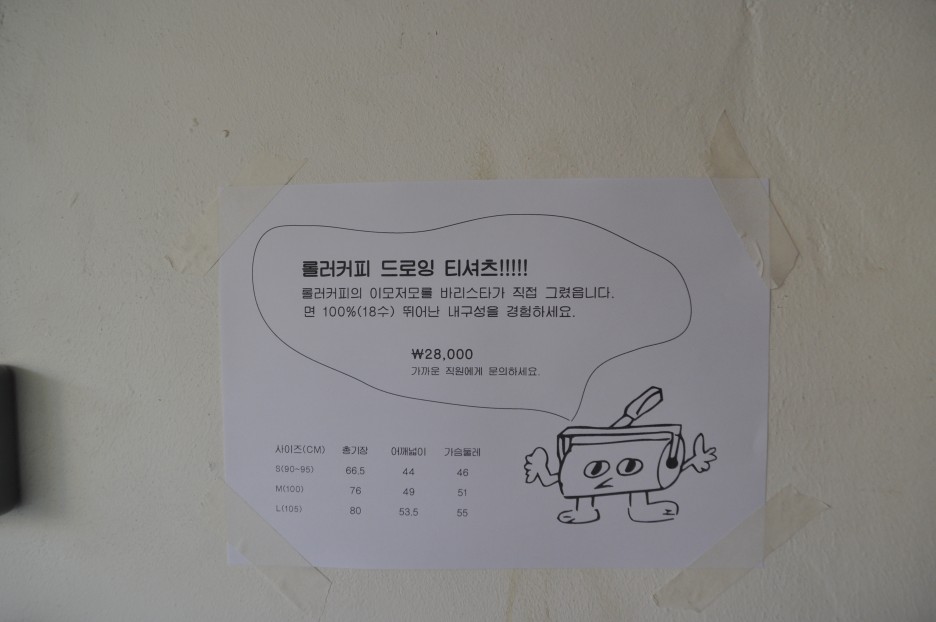 롤러커피 드로잉 티셔츠!!!!!
롤러커피의 이모저모를 바리스타가 직접 그렸읍니다.
면 100%(18수) 뛰어난 내구성을 경험하세요.
₩28,000
가까운 직원에게 문의하세요.
사이즈(CM) 총기장 어깨넓이 가슴둘레
S(90~95) 66.5 44 46
M(100) 76 49 51
L(105) 80 53.5 55